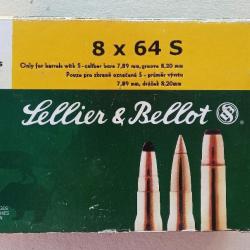 8 x 64 S
Only for barrels with S - caliber bore 7,89 mm, groove 8,20 mm
Pouze pro zbraně označené S - průměr vývrtu
7,89 mm, drážek 8,20mm
Sellier & Bellot